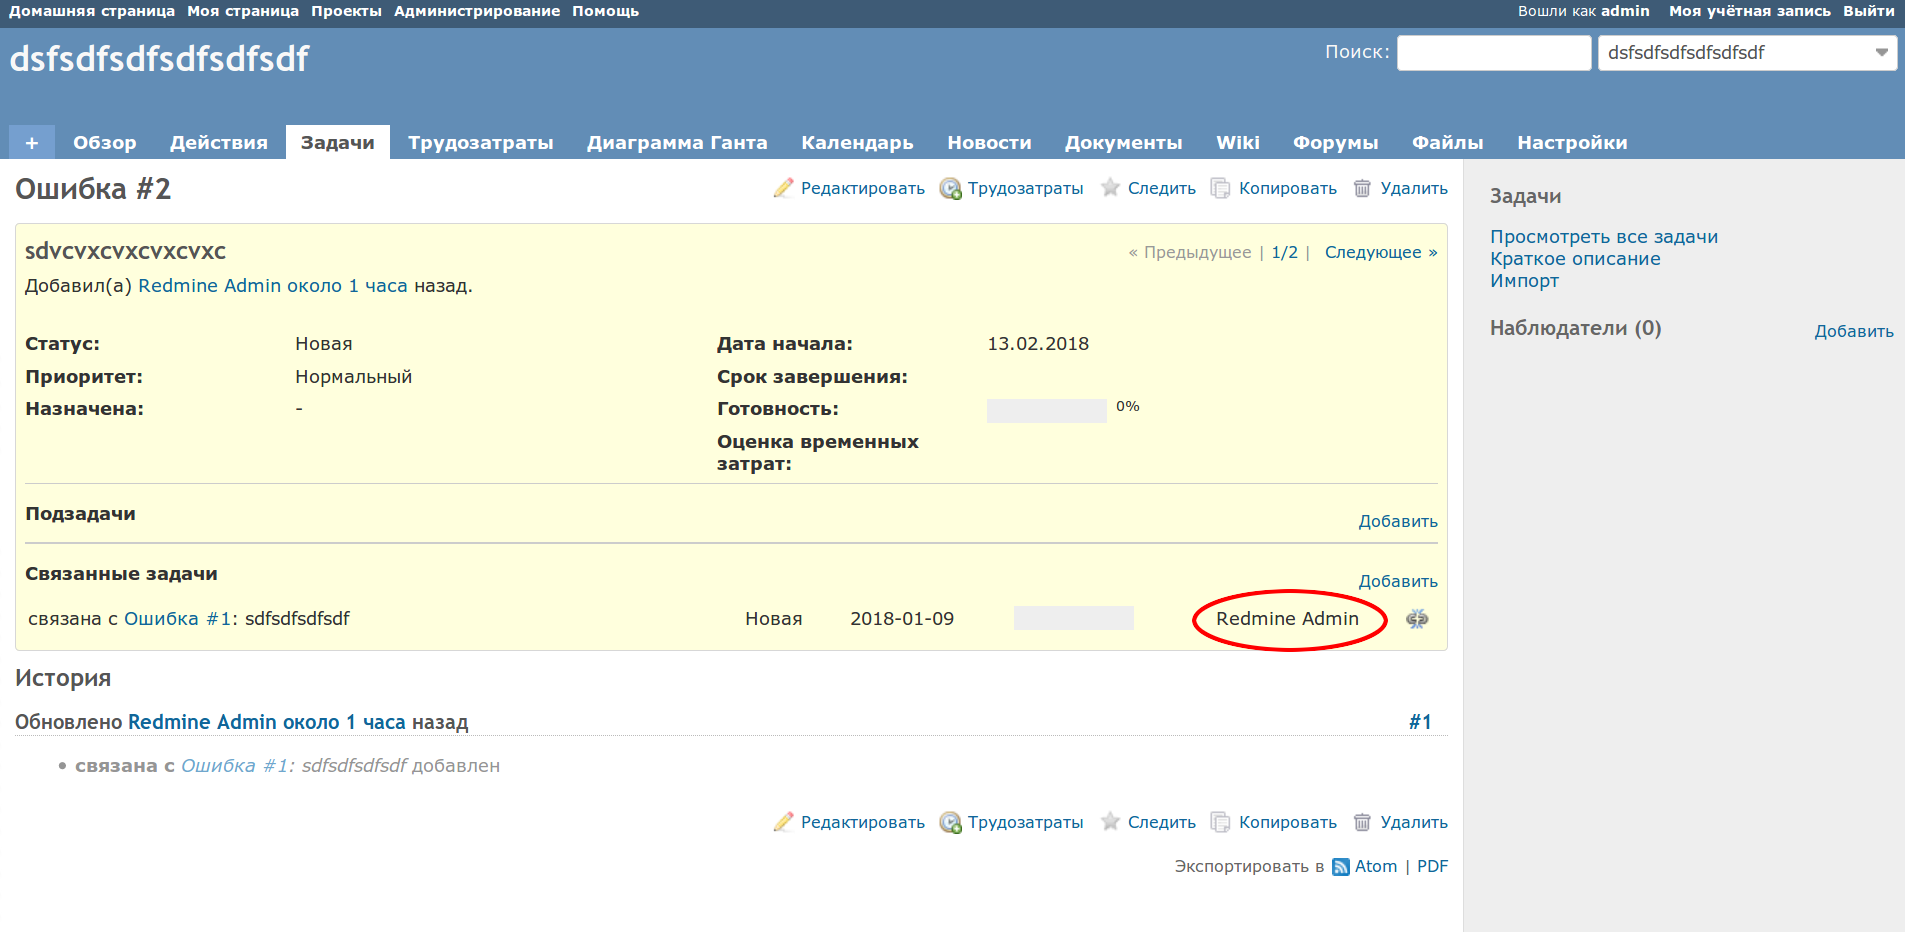 Домашняя страница Моя страница Проекты Администрирование Помощь Вошли как admin Моя учётная запись Выйти
dsfsdfsdfsdfsdfsdf Поиск: dsfsdfsdfsdfsdfsdf
+ Обзор Действия Задачи Трудозатраты Диаграмма Ганта Календарь Новости Документы Wiki Форумы Файлы Настройки
Ошибка #2 Редактировать Трудозатраты Следить Копировать Удалить
sdvcvxcvxcvxcvxc « Предыдущее | 1/2 | Следующее »
Добавил(а) Redmine Admin около 1 часа назад.
Статус: Новая Дата начала: 13.02.2018
Приоритет: Нормальный Срок завершения:
Назначена: - Готовность: 0%
Оценка временных
затрат:
Подзадачи
Добавить
Связанные задачи
Добавить
связана с Ошибка #1: sdfsdfsdfsdf Новая 2018-01-09 Redmine Admin
История
Обновлено Redmine Admin около 1 часа назад #1
• связана с Ошибка #1: sdfsdfsdfsdf добавлен
Редактировать Трудозатраты Следить Копировать Удалить
Экспортировать в Atom | PDF
Задачи
Просмотреть все задачи
Краткое описание
Импорт
Наблюдатели (0) Добавить